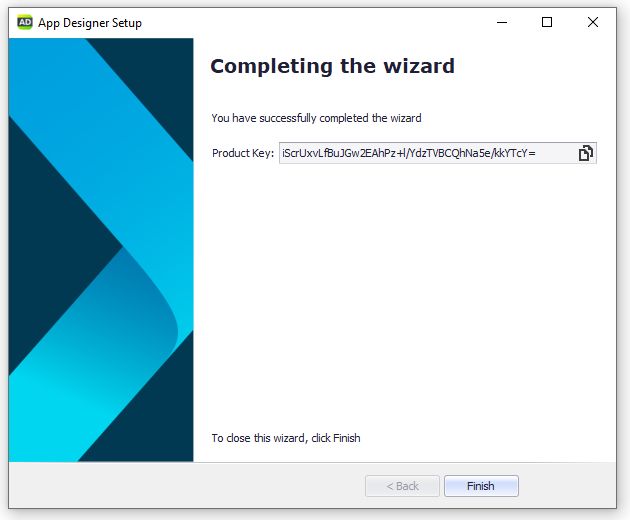 AD App Designer Setup
Completing the wizard
You have successfully completed the wizard
Product Key: iScrUxvLfBuJGw2EAhPz+l/YdzTVBCQhNa5e/kkYTcY=
To close this wizard, click Finish
< Back Finish